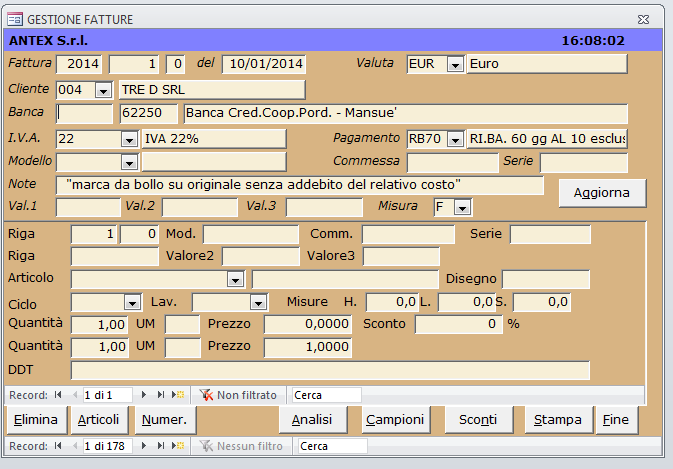 GESTIONE FATTURE
ANTEX S.r.l. 16:08:02
Fattura 2014 1 0 del 10/01/2014 Valuta EUR Euro
Cliente 004 TRE D SRL
Banca 62250 Banca Cred.Coop.Pord. - Mansue'
I.V.A. 22 IVA 22% Pagamento RB70 RI.BA. 60 gg AL 10 esclus
Modello Commessa Serie
Note "marca da bollo su originale senza addebito del relativo costo"
Aggiorna
Val.1 Val.2 Val.3 Misura F
Riga 1 0 Mod. Comm. Serie
Riga Valore2 Valore3
Articolo Disegno
Ciclo Lav. Misure H. 0,0 L. 0,0 S. 0,0
Quantità 1,00 UM Prezzo 0,0000 Sconto 0 %
Quantità 1,00 UM Prezzo 1,0000
DDT
Record: 1 di 1 Non filtrato Cerca
Elimina Articoli Numer. Analisi Campioni Sconti Stampa Fine
Record: 1 di 178 Nessun filtro Cerca